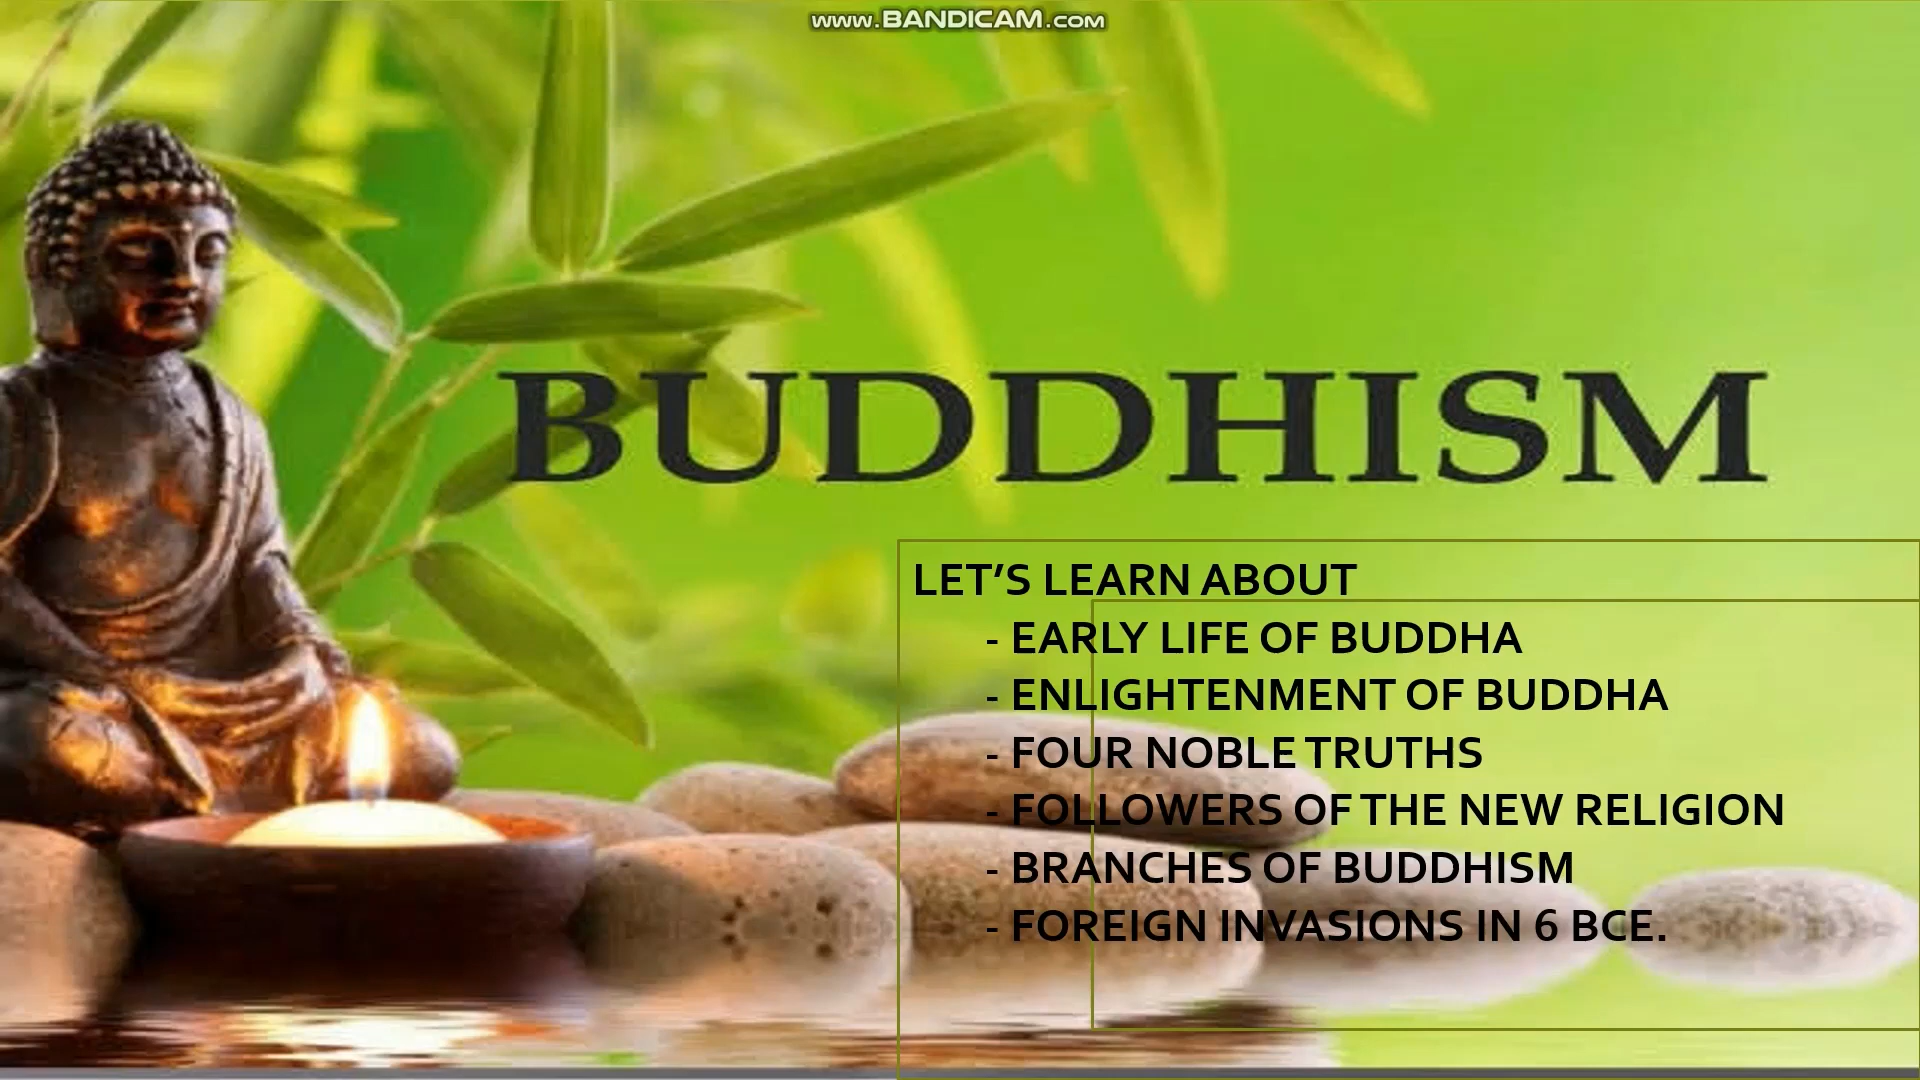 www.BANDICAM.com
BUDDHISM
LET’S LEARN ABOUT
- EARLY LIFE OF BUDDHA
- ENLIGHTENMENT OF BUDDHA
- FOUR NOBLE TRUTHS
- FOLLOWERS OF THE NEW RELIGION
- BRANCHES OF BUDDHISM
- FOREIGN INVASIONS IN 6 BCE.